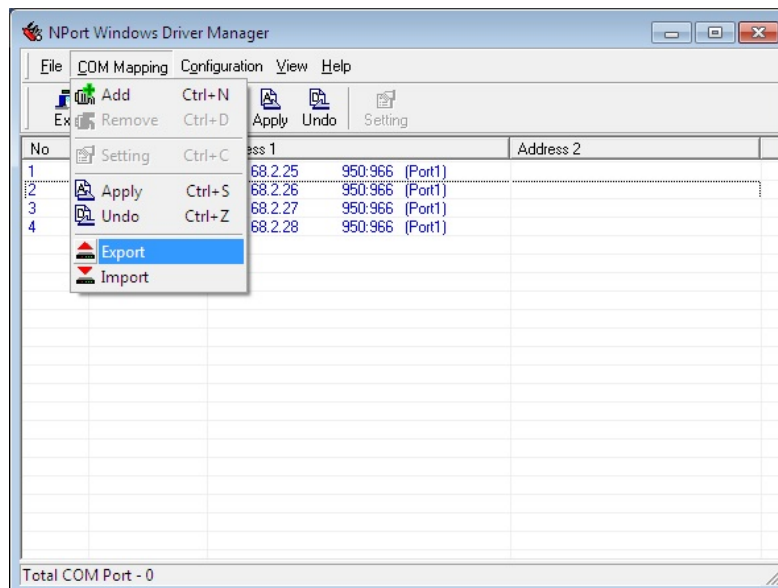 NPort Windows Driver Manager
File COM Mapping Configuration View Help
Add Ctrl+N
Remove Ctrl+D
Setting Ctrl+C
Apply Ctrl+S
Undo Ctrl+Z
Export
Import
Ex Apply Undo Setting
No ess 1 Address 2
1 68.2.25 950:966 (Port1)
2 68.2.26 950:966 (Port1)
3 68.2.27 950:966 (Port1)
4 68.2.28 950:966 (Port1)
Total COM Port - 0